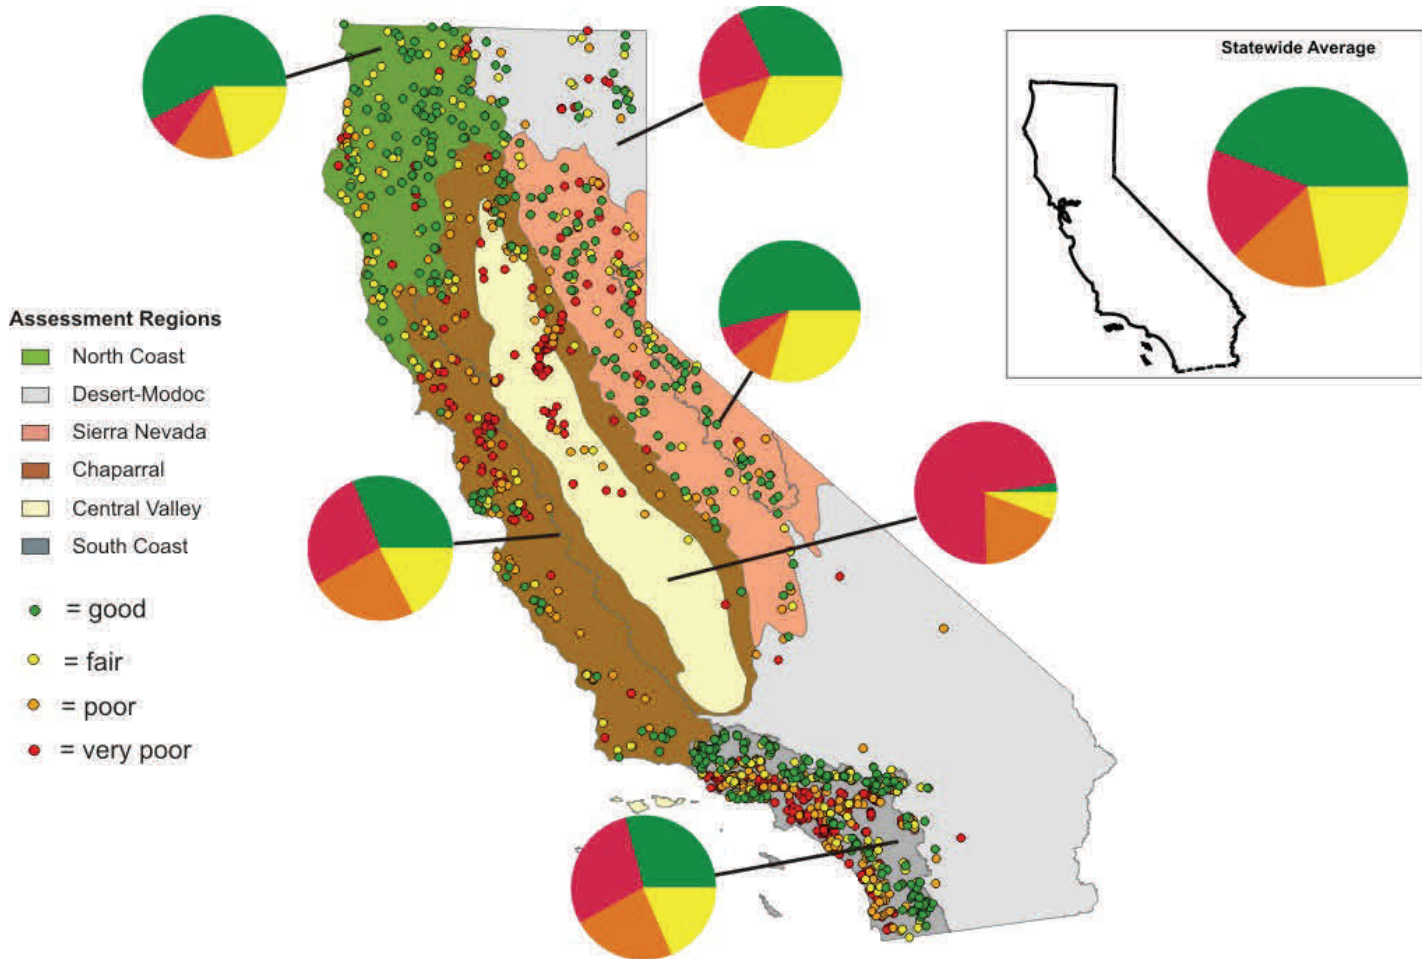 Statewide Average
Assessment Regions
North Coast
Desert-Modoc
Sierra Nevada
Chaparral
Central Valley
South Coast
= good
= fair
= poor
= very poor